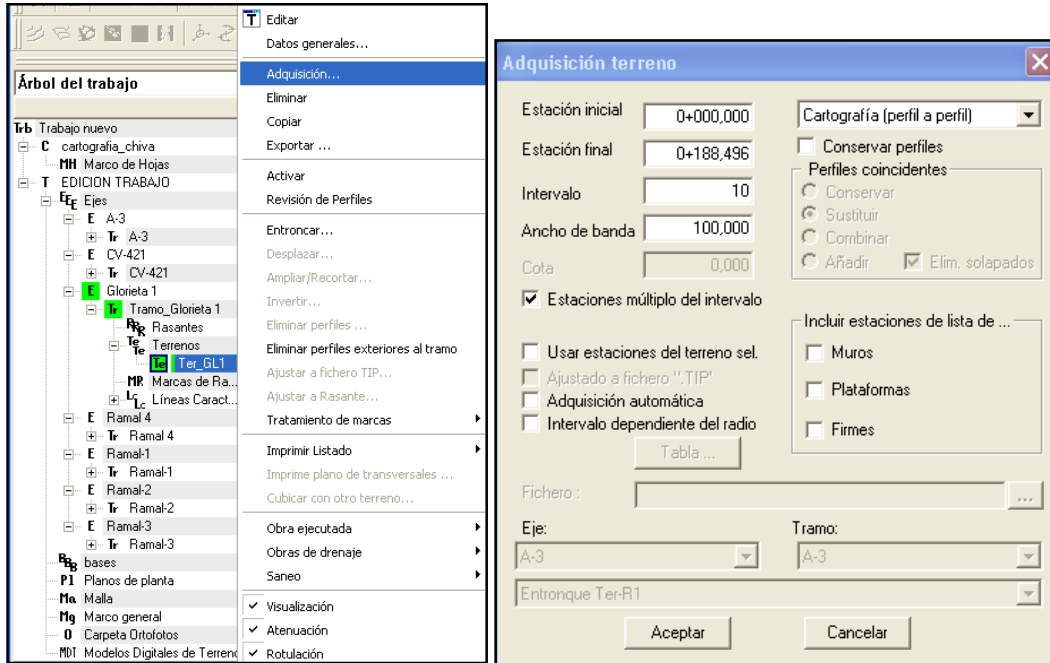 Árbol del trabajo
Trb Trabajo nuevo
C cartografia_chiva
MH Marco de Hojas
T EDICION TRABAJO
EEE Ejes
E A-3
Tr A-3
E CV-421
Tr CV-421
E Glorieta 1
Tr Tramo_Glorieta 1
RRR Rasantes
Te Te Terrenos
Te Ter_GL1
MR Marcas de Ra...
Lc Lc Líneas Caract...
E Ramal 4
Tr Ramal 4
E Ramal-1
Tr Ramal-1
E Ramal-2
Tr Ramal-2
E Ramal-3
Tr Ramal-3
BBB bases
Pl Planos de planta
Ma Malla
Mg Marco general
O Carpeta Ortofotos
MDT Modelos Digitales de Terreno
T Editar
Datos generales...
Adquisición...
Eliminar
Copiar
Exportar ...
Activar
Revisión de Perfiles
Entroncar...
Desplazar...
Ampliar/Recortar...
Invertir...
Eliminar perfiles ...
Eliminar perfiles exteriores al tramo
Ajustar a fichero TIP...
Ajustar a Rasante...
Tratamiento de marcas
Imprimir Listado
Imprime plano de transversales ...
Cubicar con otro terreno...
Obra ejecutada
Obras de drenaje
Saneo
Visualización
Atenuación
Rotulación
Adquisición terreno
Estación inicial 0+000,000
Estación final 0+188,496
Intervalo 10
Ancho de banda 100,000
Cota 0,000
Estaciones múltiplo del intervalo
Usar estaciones del terreno sel.
Ajustado a fichero ".TIP'
Adquisición automática
Intervalo dependiente del radio
Tabla ...
Cartografía (perfil a perfil)
Conservar perfiles
Perfiles coincidentes
Conservar
Sustituir
Combinar
Añadir Elim. solapados
Incluir estaciones de lista de ...
Muros
Plataformas
Firmes
Fichero : ...
Eje: Tramo:
A-3 A-3
Entronque Ter-R1
Aceptar Cancelar